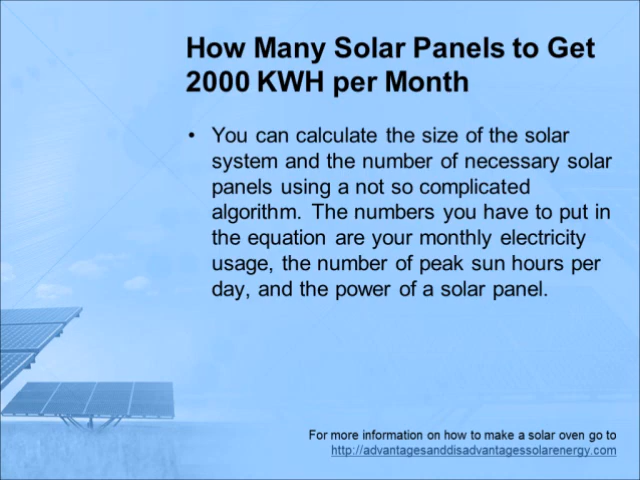 How Many Solar Panels to Get
2000 KWH per Month
• You can calculate the size of the solar
system and the number of necessary solar
panels using a not so complicated
algorithm. The numbers you have to put in
the equation are your monthly electricity
usage, the number of peak sun hours per
day, and the power of a solar panel.
For more information on how to make a solar oven go to
http://advantagesanddisadvantagessolarenergy.com